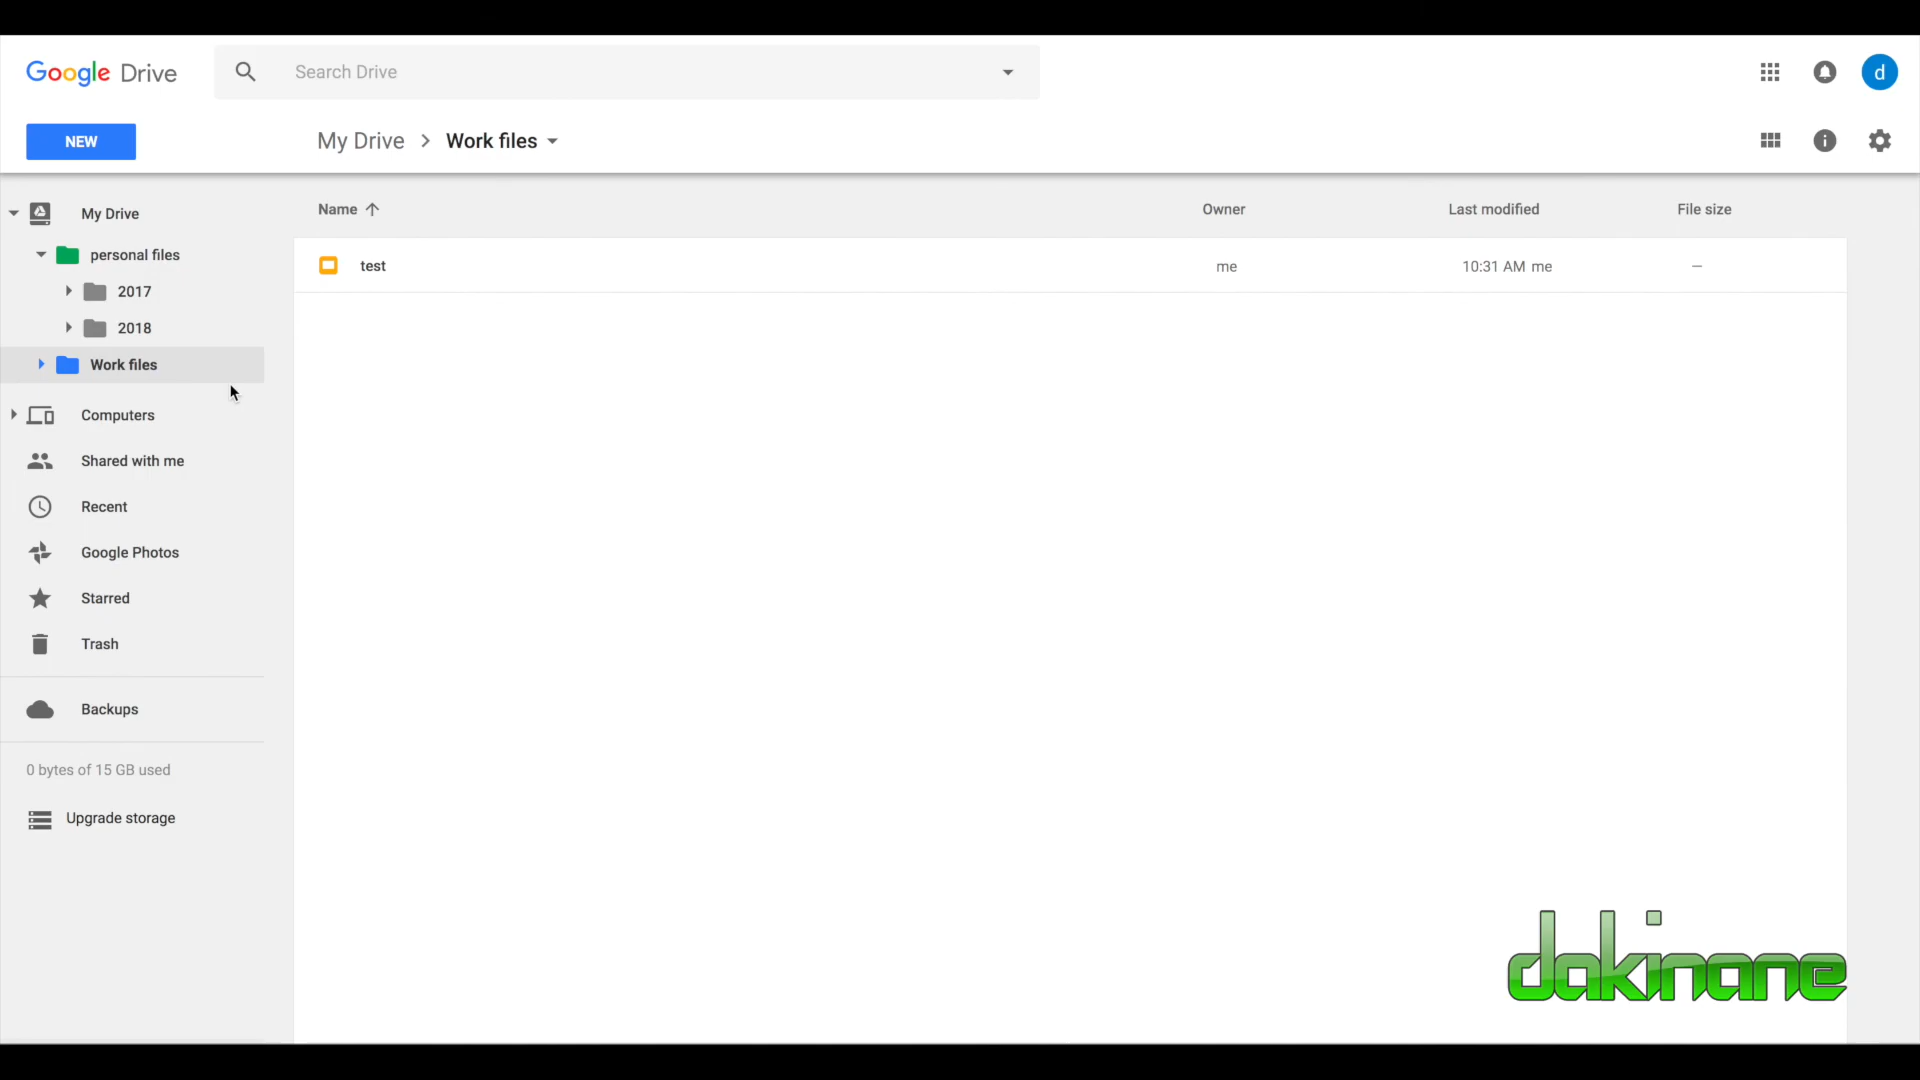 Google Drive
Search Drive
d
NEW
My Drive > Work files
My Drive
personal files
2017
2018
Work files
Computers
Shared with me
Recent
Google Photos
Starred
Trash
Backups
0 bytes of 15 GB used
Upgrade storage
Name Owner Last modified File size
test me 10:31 AM me —
dakinane